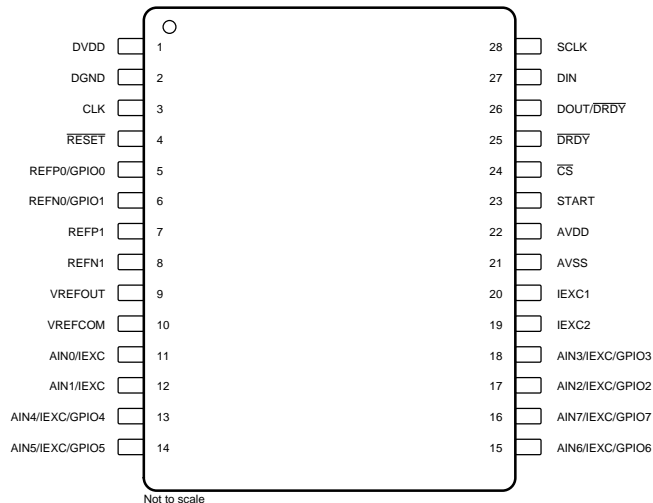 DVDD 1 28 SCLK
DGND 2 27 DIN
CLK 3 26 DOUT/DRDY
RESET 4 25 DRDY
REFP0/GPIO0 5 24 CS
REFN0/GPIO1 6 23 START
REFP1 7 22 AVDD
REFN1 8 21 AVSS
VREFOUT 9 20 IEXC1
VREFCOM 10 19 IEXC2
AIN0/IEXC 11 18 AIN3/IEXC/GPIO3
AIN1/IEXC 12 17 AIN2/IEXC/GPIO2
AIN4/IEXC/GPIO4 13 16 AIN7/IEXC/GPIO7
AIN5/IEXC/GPIO5 14 15 AIN6/IEXC/GPIO6
Not to scale